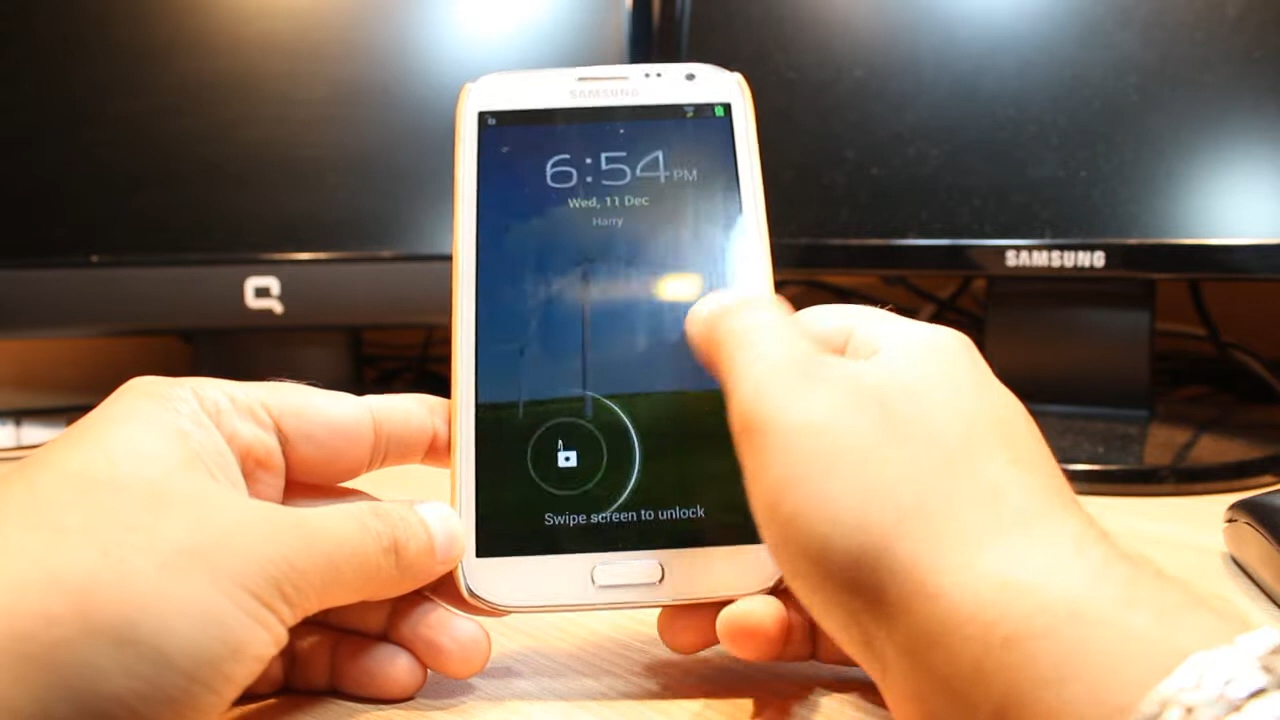 SAMSUNG
6:54 PM
Wed, 11 Dec
Harry
Swipe screen to unlock
SAMSUNG